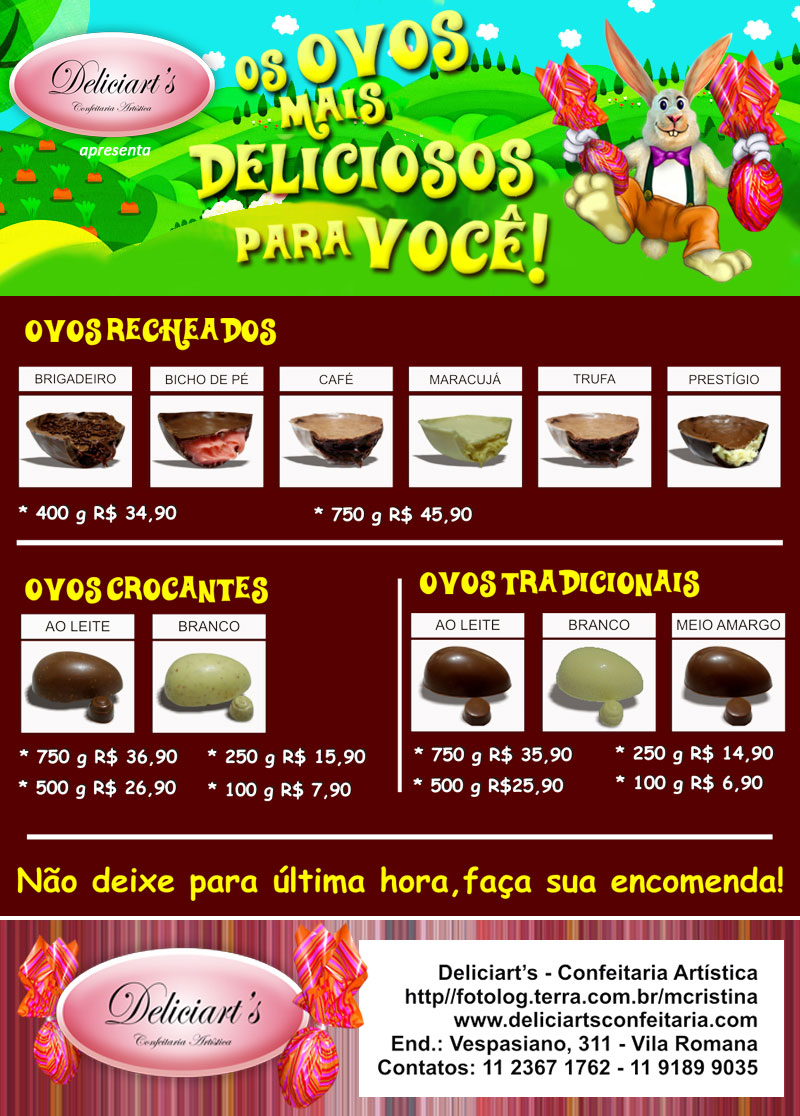 Deliciart's
Confeitaria Artística
apresenta
OS OVOS
MAIS
DELICIOSOS
PARA VOCÊ!
OVOS RECHEADOS
BRIGADEIRO
BICHO DE PÉ
CAFÉ
MARACUJÁ
TRUFA
PRESTÍGIO
* 400 g R$ 34,90
* 750 g R$ 45,90
OVOS CROCANTES
AO LEITE
BRANCO
* 750 g R$ 36,90
* 250 g R$ 15,90
* 500 g R$ 26,90
* 100 g R$ 7,90
OVOS TRADICIONAIS
AO LEITE
BRANCO
MEIO AMARGO
* 750 g R$ 35,90
* 250 g R$ 14,90
* 500 g R$25,90
* 100 g R$ 6,90
Não deixe para última hora,faça sua encomenda!
Deliciart's
Confeitaria Artística
Deliciart's - Confeitaria Artística
http//fotolog.terra.com.br/mcristina
www.deliciartsconfeitaria.com
End.: Vespasiano, 311 - Vila Romana
Contatos: 11 2367 1762 - 11 9189 9035